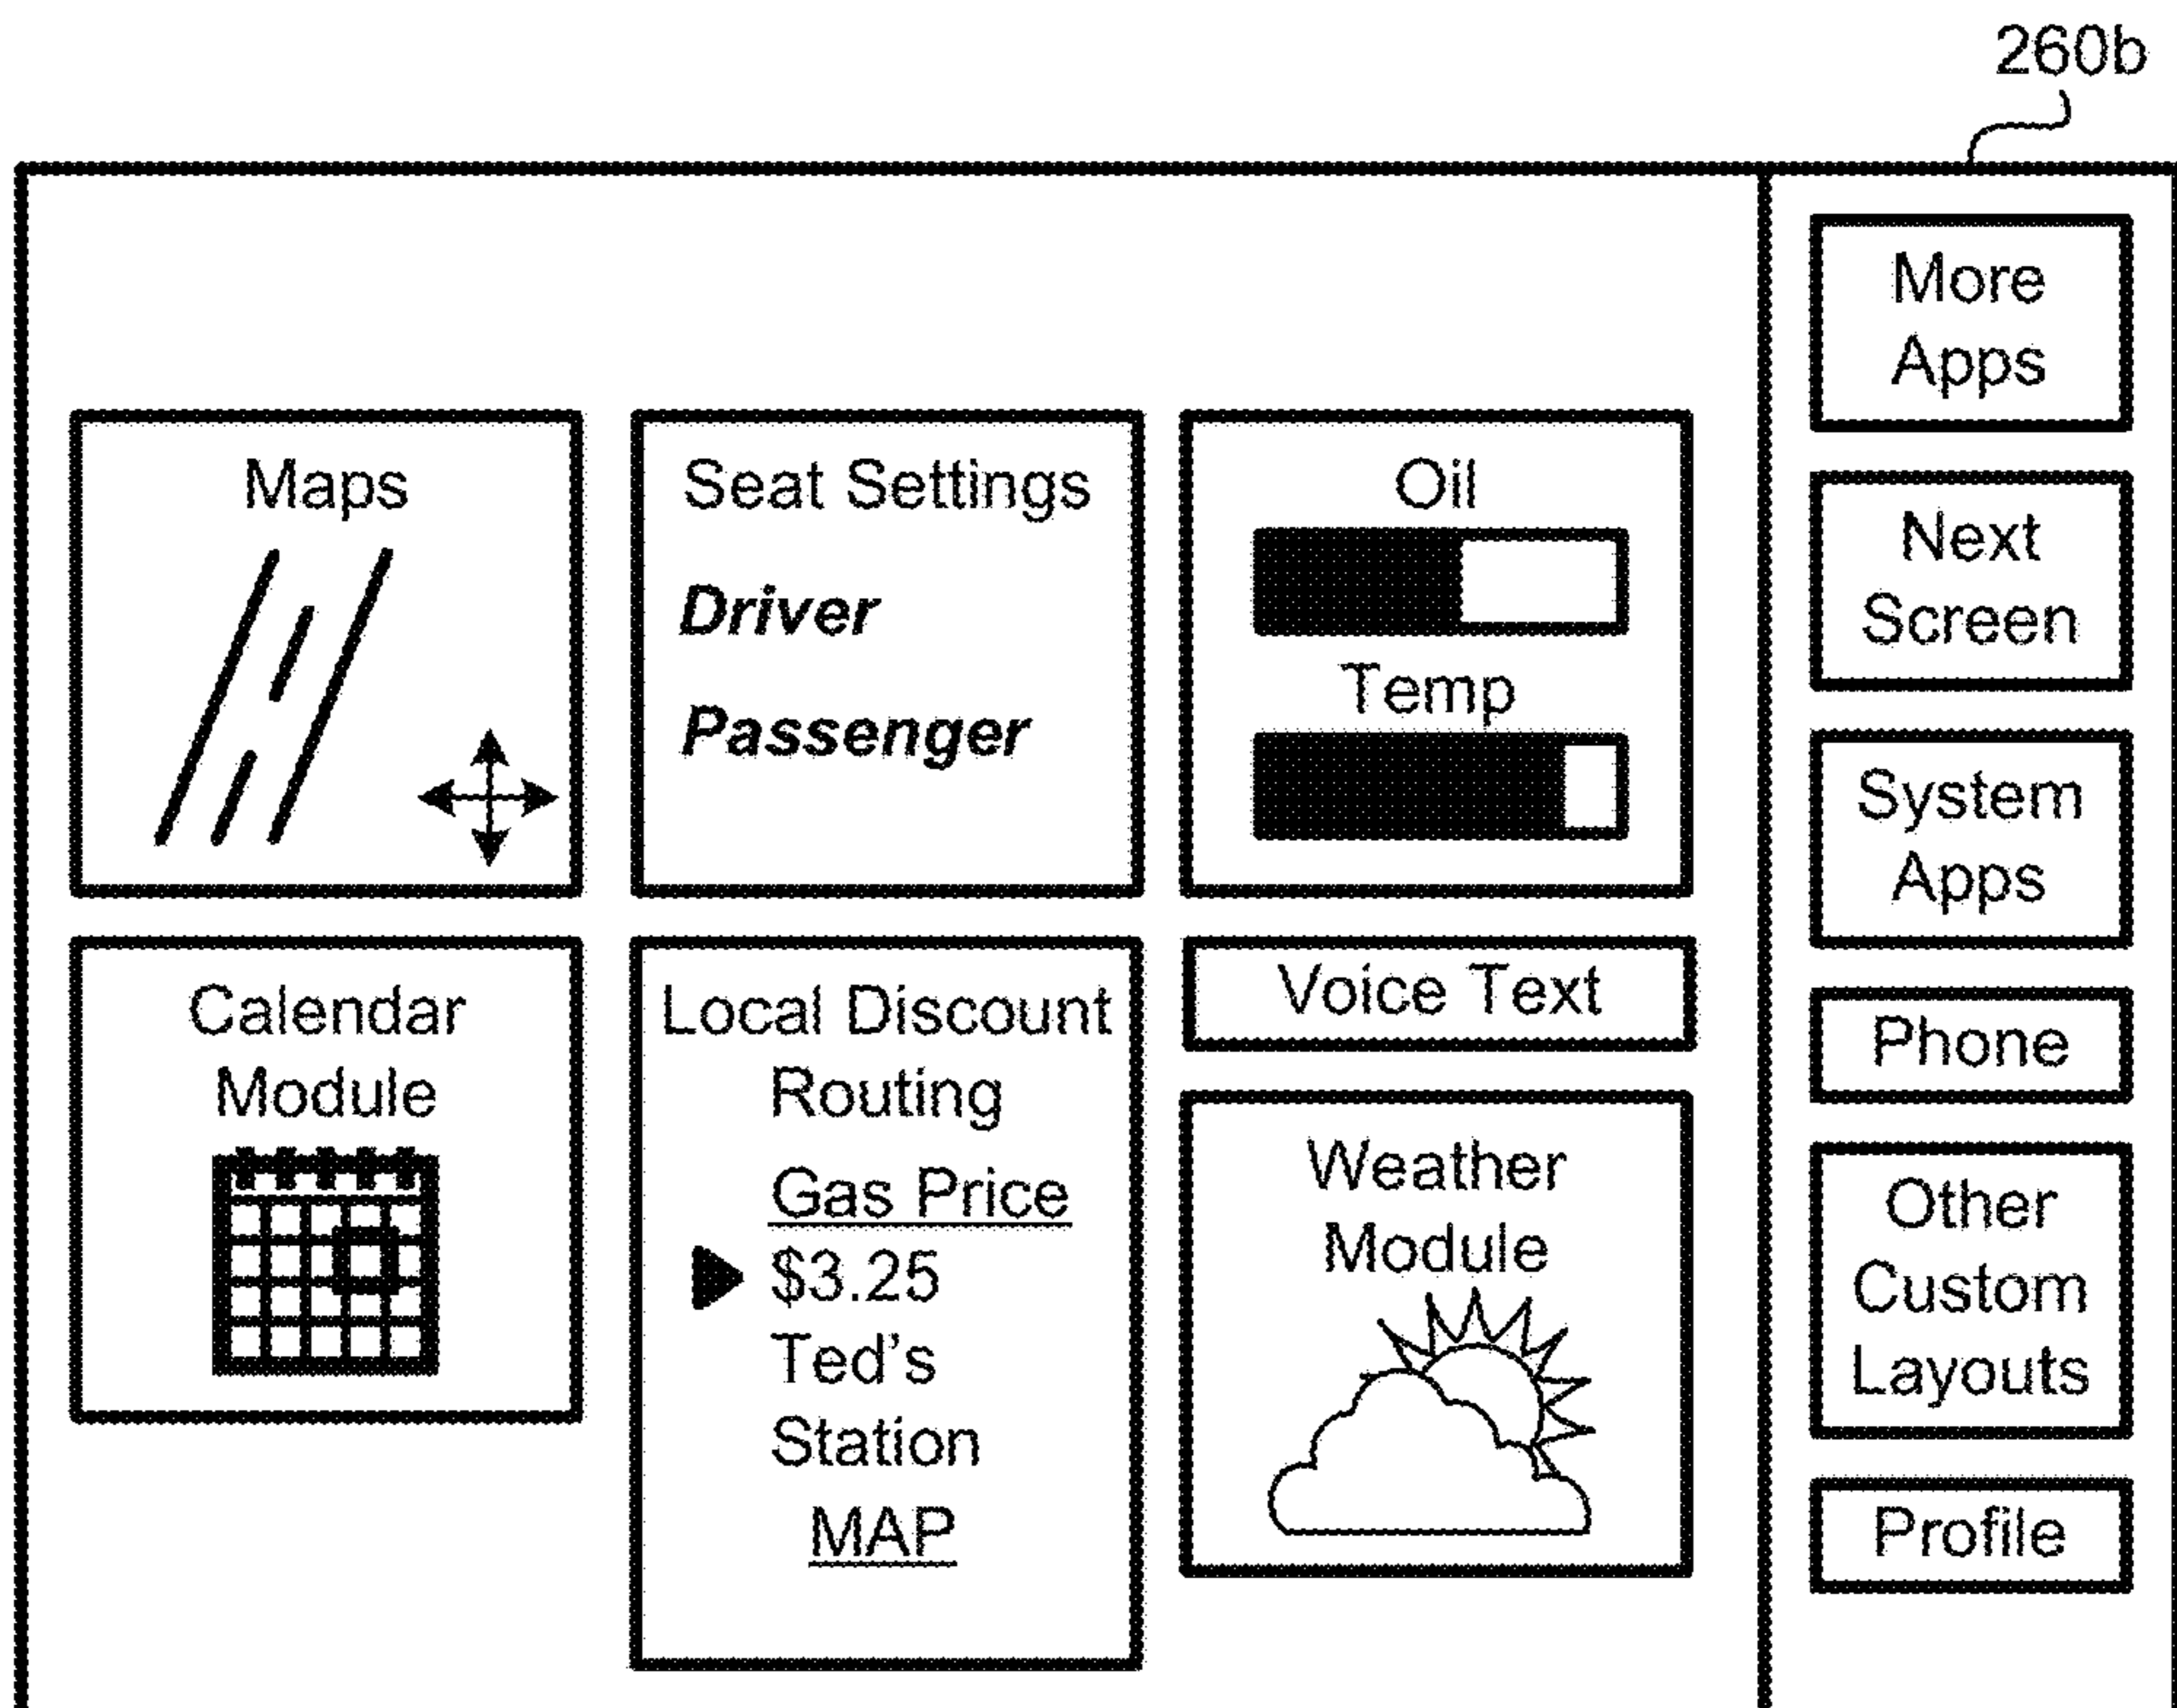 260b
Maps
Seat Settings
Driver
Passenger
Oil
Temp
Calendar
Module
Local Discount
Routing
Gas Price
$3.25
Ted's
Station
MAP
Voice Text
Weather
Module
More
Apps
Next
Screen
System
Apps
Phone
Other
Custom
Layouts
Profile